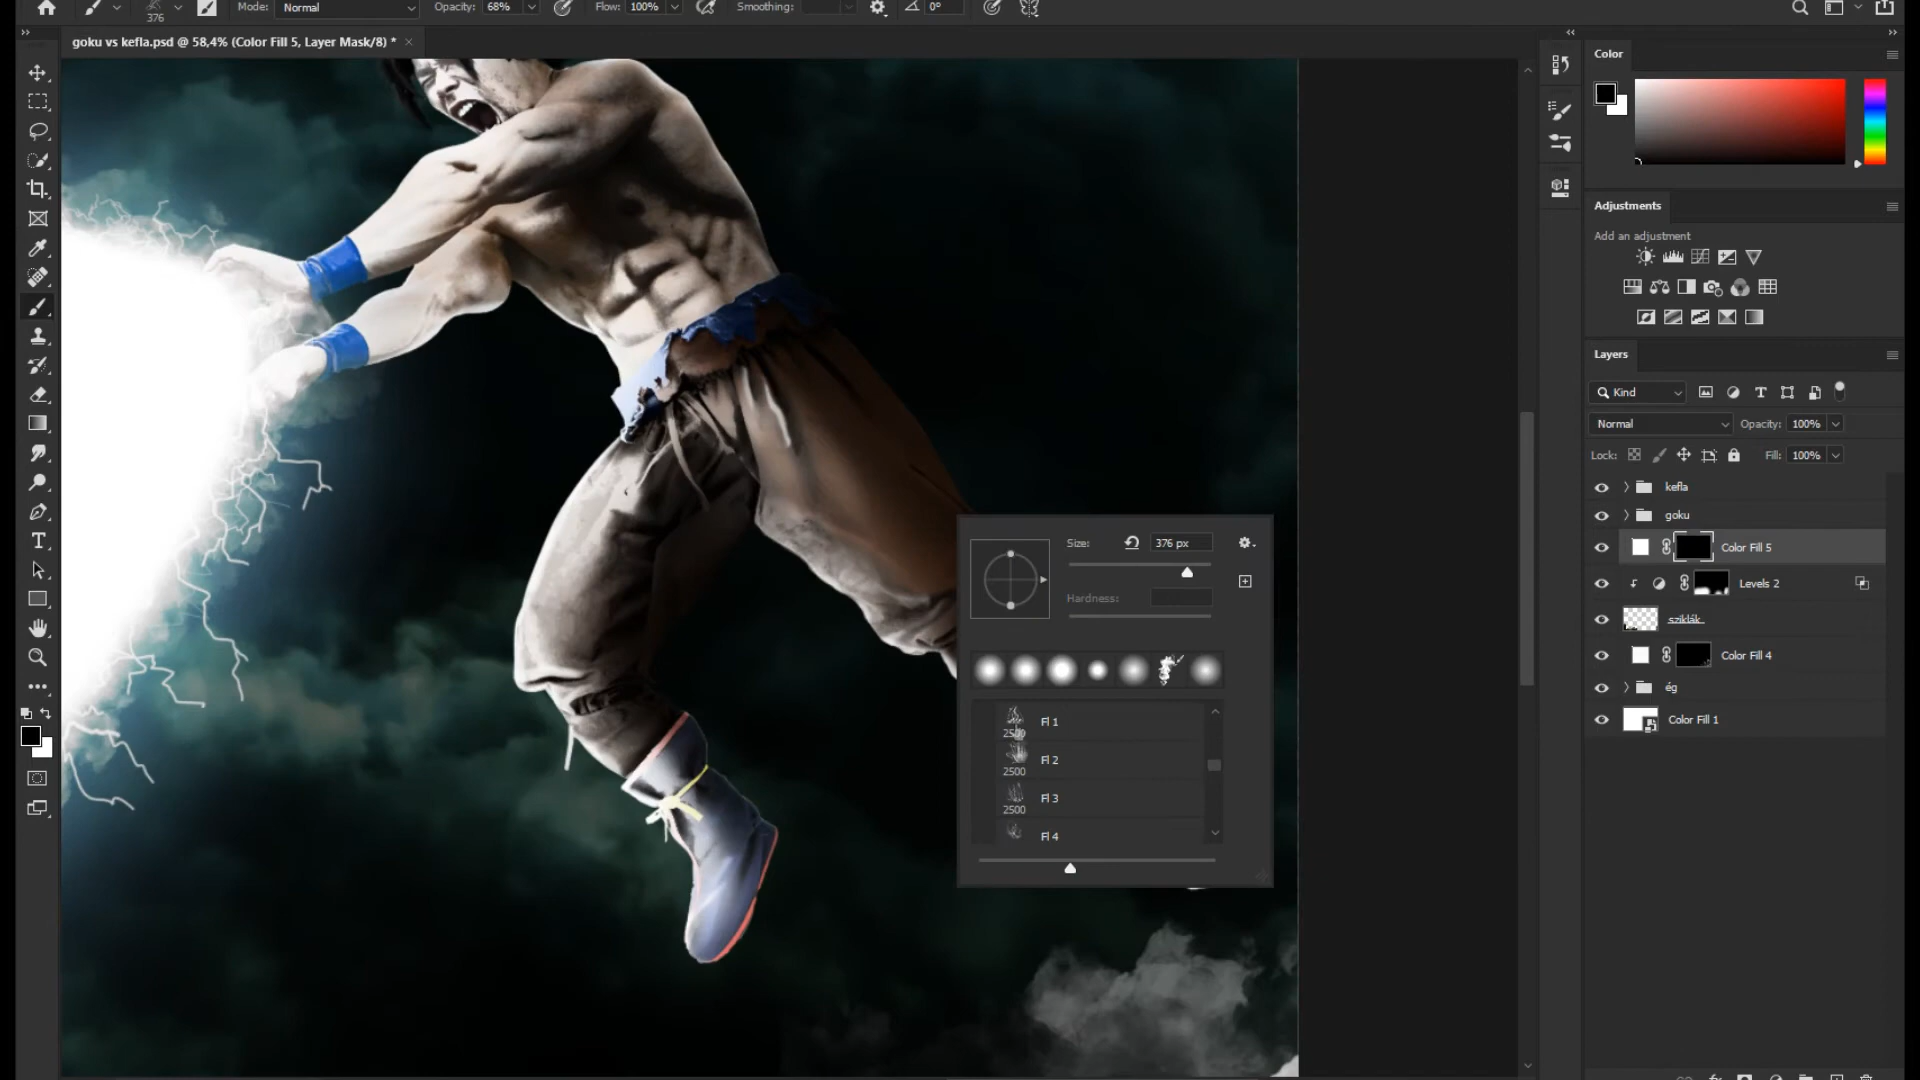 Mode: Normal Opacity: 68% Flow: 100% Smoothing: 0°
376
goku vs kefla.psd @ 58,4% (Color Fill 5, Layer Mask/8) *
Color
Adjustments
Add an adjustment
Layers
Kind
Normal Opacity: 100%
Lock: Fill: 100%
kefla
goku
Color Fill 5
Levels 2
sziklák
Color Fill 4
ég
Color Fill 1
Size: 376 px
Hardness:
Fl 1
2500
Fl 2
2500
Fl 3
2500
Fl 4